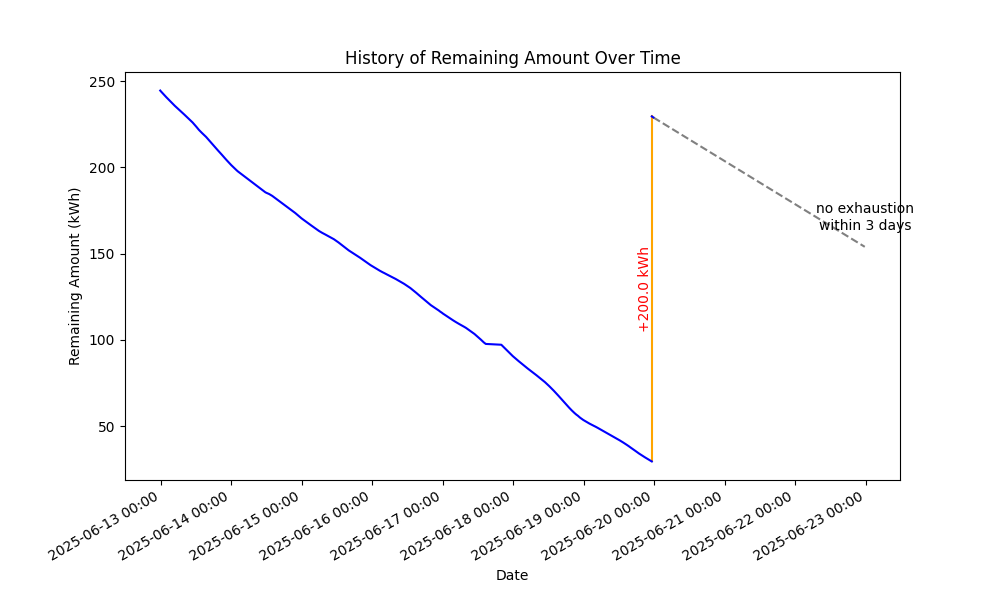 History of Remaining Amount Over Time
Remaining Amount (kWh)
250
200
150
100
50
+200.0 kWh
no exhaustion
within 3 days
2025-06-13 00:00
2025-06-14 00:00
2025-06-15 00:00
2025-06-16 00:00
2025-06-17 00:00
2025-06-18 00:00
2025-06-19 00:00
2025-06-20 00:00
2025-06-21 00:00
2025-06-22 00:00
2025-06-23 00:00
Date